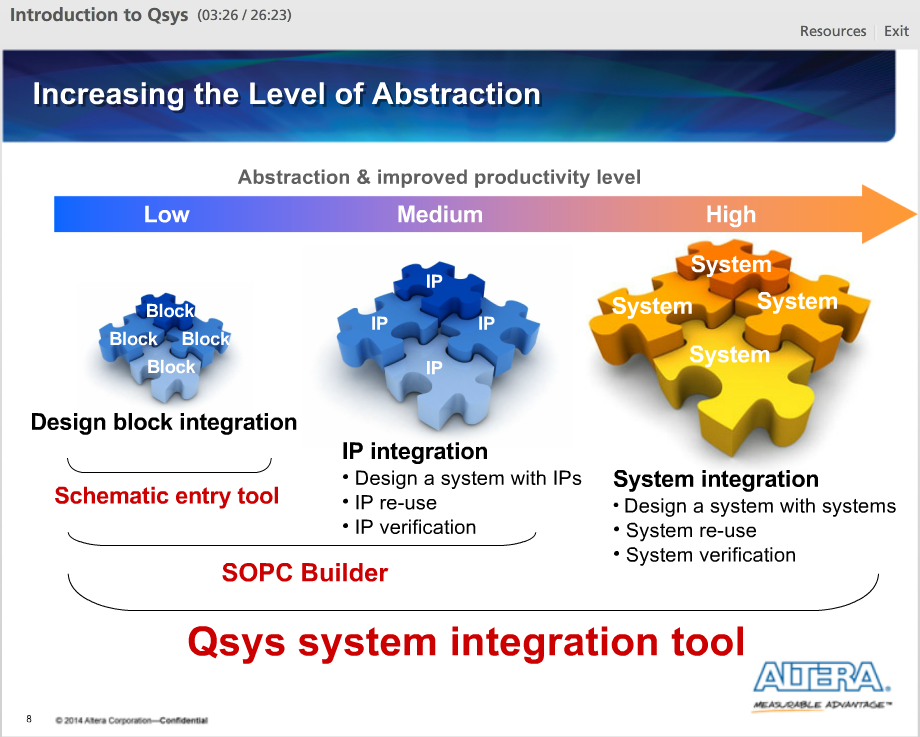 Introduction to Qsys (03:26 / 26:23)
Resources Exit
Increasing the Level of Abstraction
Abstraction & improved productivity level
Low Medium High
Block
Block Block
Block
IP
IP IP
IP
System
System System
System
Design block integration
Schematic entry tool
IP integration
• Design a system with IPs
• IP re-use
• IP verification
System integration
• Design a system with systems
• System re-use
• System verification
SOPC Builder
Qsys system integration tool
ALTERA®
MEASURABLE ADVANTAGE™
8 © 2014 Altera Corporation—Confidential